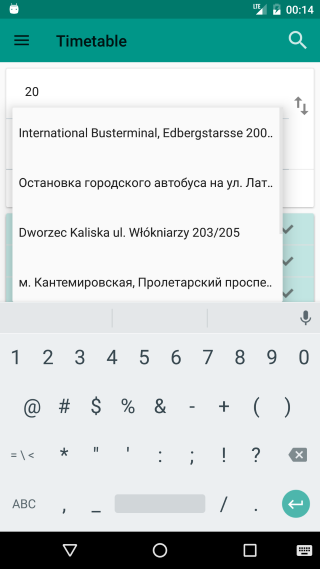 LTE 00:14
Timetable
20
International Busterminal, Edbergstarsse 200..
Остановка городского автобуса на ул. Лат..
Dworzec Kaliska ul. Włókniarzy 203/205
м. Кантемировская, Пролетарский проспе..
1 2 3 4 5 6 7 8 9 0
@ # $ % & - + ( )
= \ < * " ' : ; ! ?
ABC , _ / .